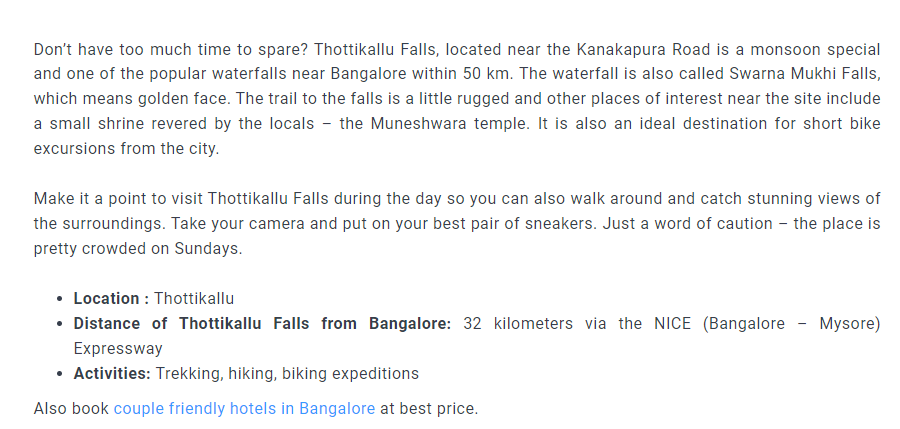 Don't have too much time to spare? Thottikallu Falls, located near the Kanakapura Road is a monsoon special
and one of the popular waterfalls near Bangalore within 50 km. The waterfall is also called Swarna Mukhi Falls,
which means golden face. The trail to the falls is a little rugged and other places of interest near the site include
a small shrine revered by the locals – the Muneshwara temple. It is also an ideal destination for short bike
excursions from the city.
Make it a point to visit Thottikallu Falls during the day so you can also walk around and catch stunning views of
the surroundings. Take your camera and put on your best pair of sneakers. Just a word of caution – the place is
pretty crowded on Sundays.
• Location : Thottikallu
• Distance of Thottikallu Falls from Bangalore: 32 kilometers via the NICE (Bangalore – Mysore)
Expressway
• Activities: Trekking, hiking, biking expeditions
Also book couple friendly hotels in Bangalore at best price.